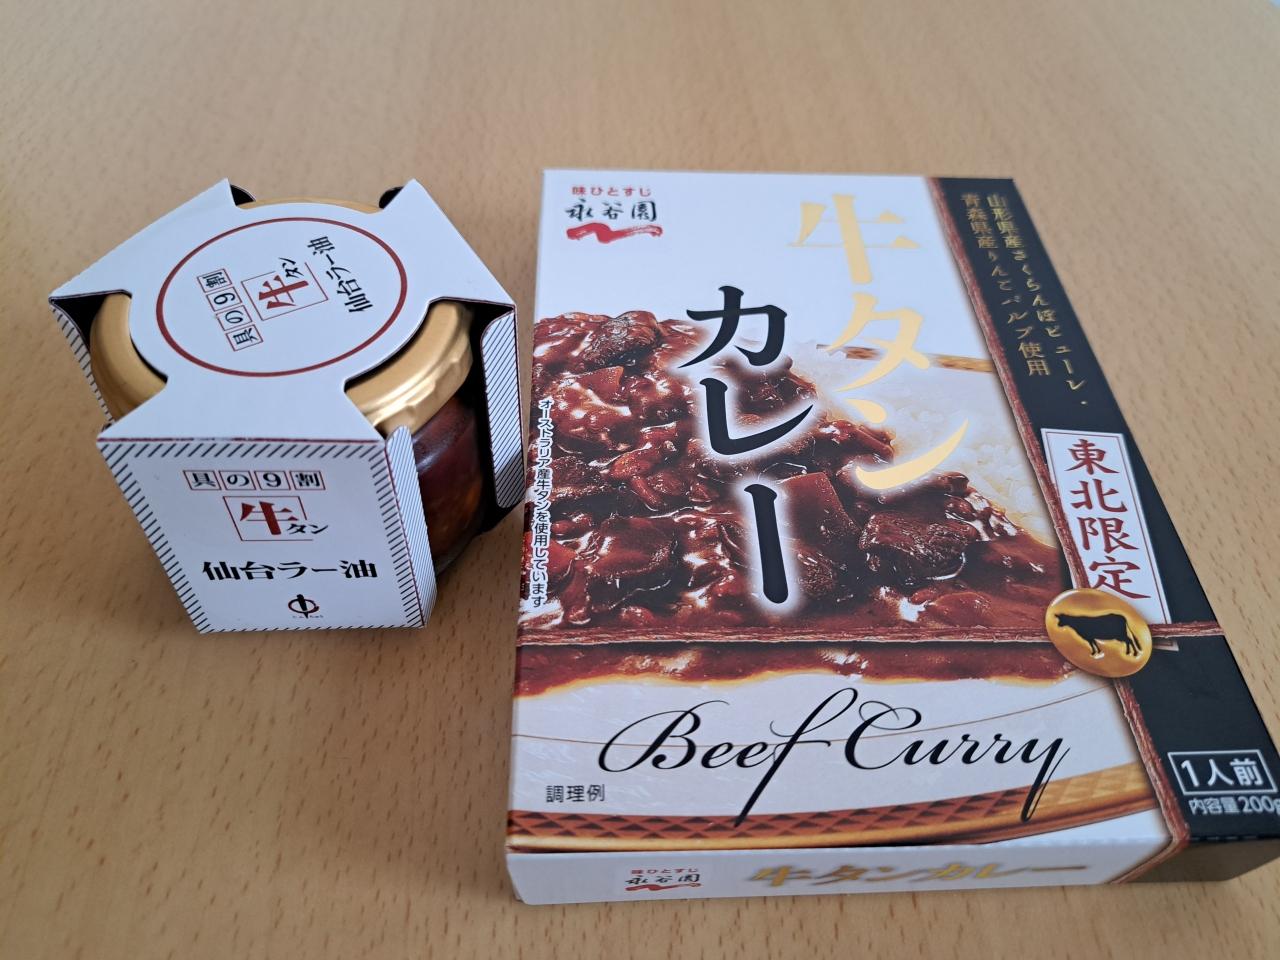 具の9割
牛タン
仙台ラー油
具の9割
牛タン
仙台ラー油
味ひとすじ
永谷園
牛タン
カレー
山形県産さくらんぼピューレ・
青森県産りんごパルプ使用
東北限定
オーストラリア産牛タンを使用しています
Beef Curry
調理例
1人前
内容量200g
味ひとすじ
永谷園
牛タンカレー